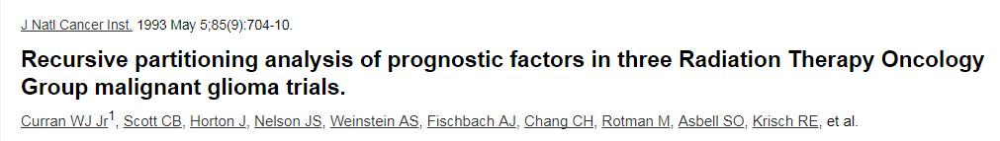 J Natl Cancer Inst. 1993 May 5;85(9):704-10.
Recursive partitioning analysis of prognostic factors in three Radiation Therapy Oncology
Group malignant glioma trials.
Curran WJ Jr1, Scott CB, Horton J, Nelson JS, Weinstein AS, Fischbach AJ, Chang CH, Rotman M, Asbell SO, Krisch RE, et al.